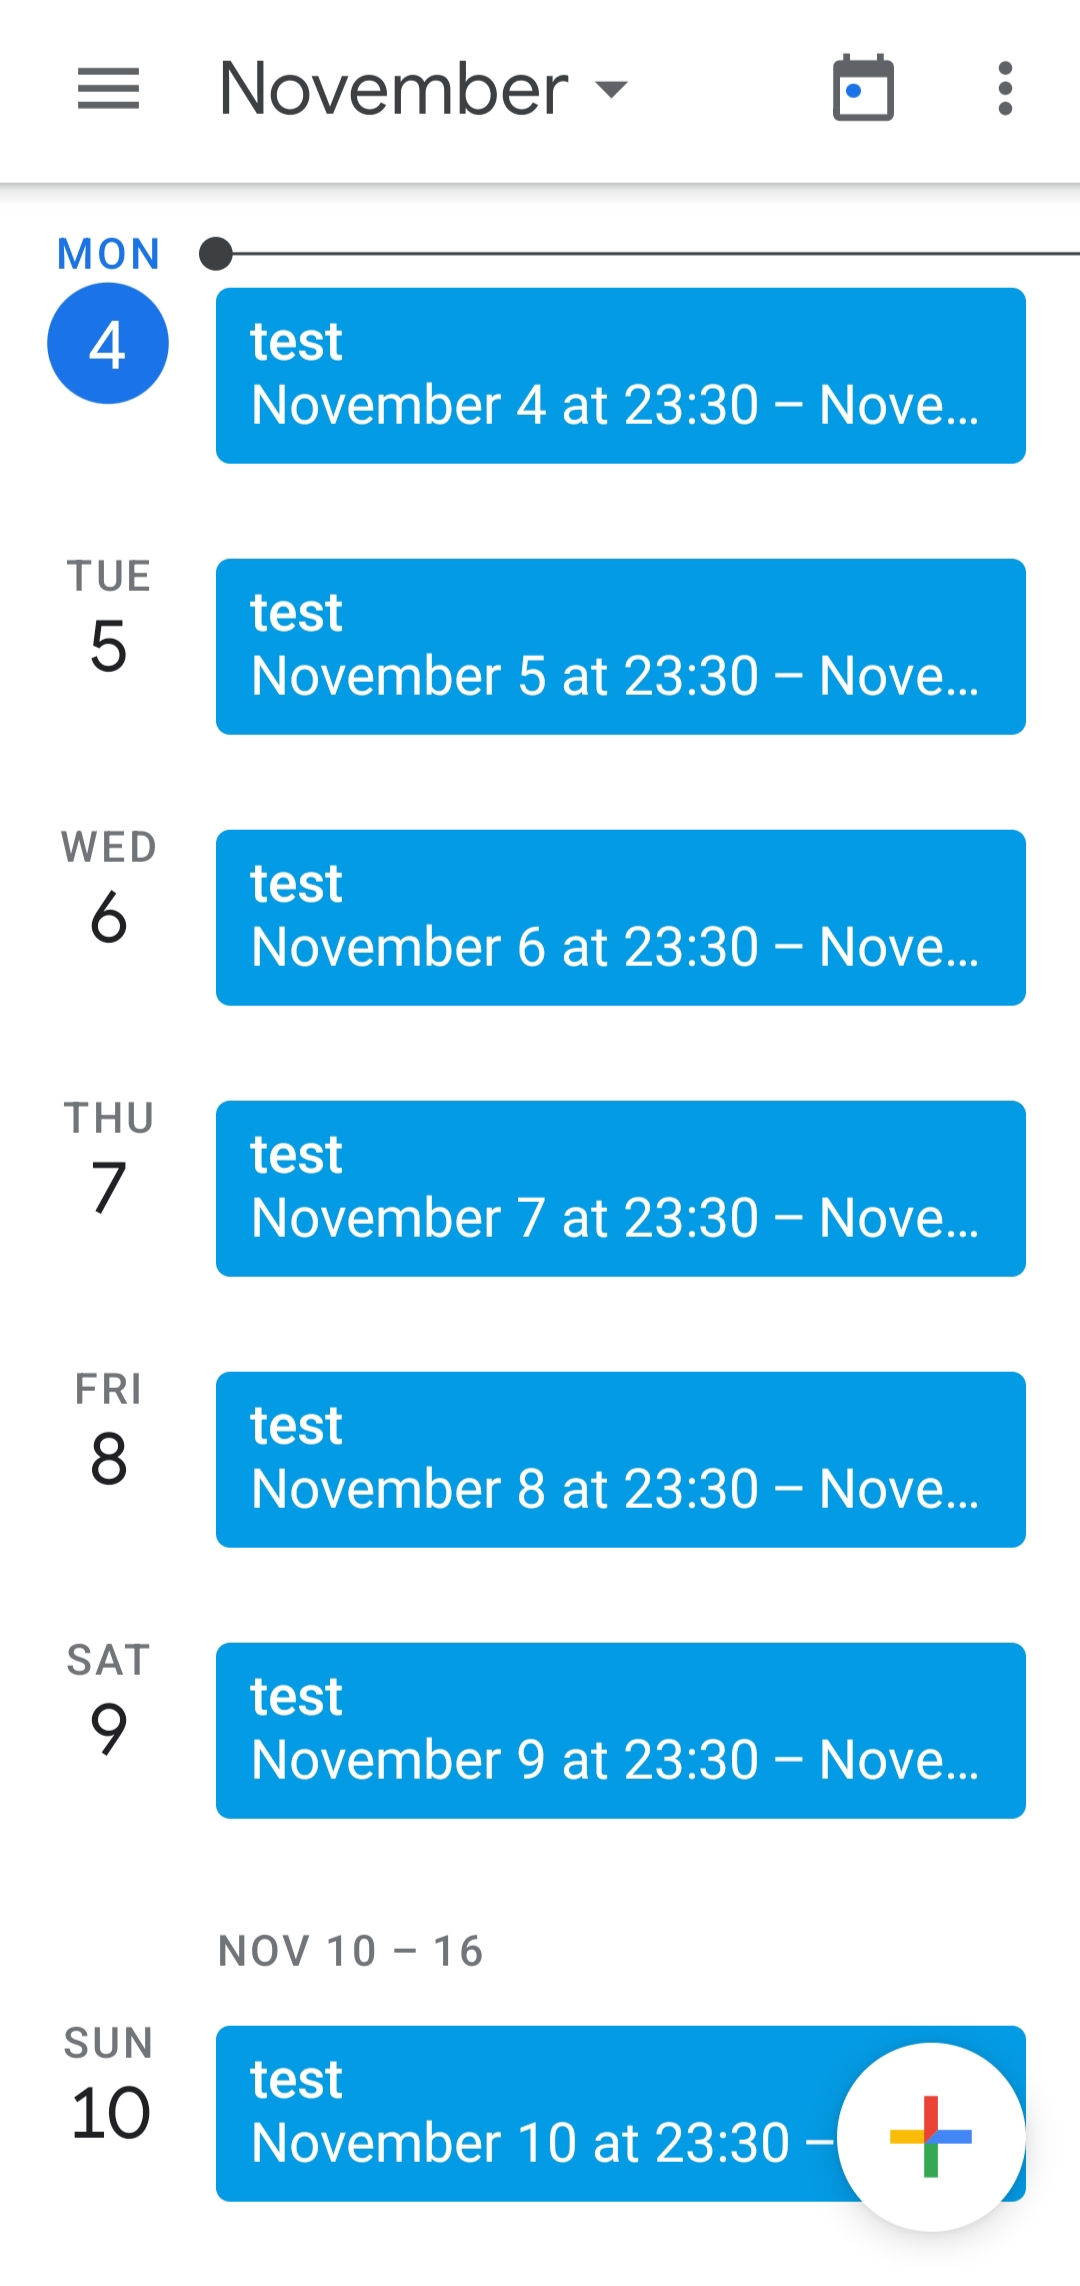 November
MON
4
test
November 4 at 23:30 – Nove...
TUE
5
test
November 5 at 23:30 – Nove...
WED
6
test
November 6 at 23:30 – Nove...
THU
7
test
November 7 at 23:30 – Nove...
FRI
8
test
November 8 at 23:30 – Nove...
SAT
9
test
November 9 at 23:30 – Nove...
NOV 10 – 16
SUN
10
test
November 10 at 23:30 –